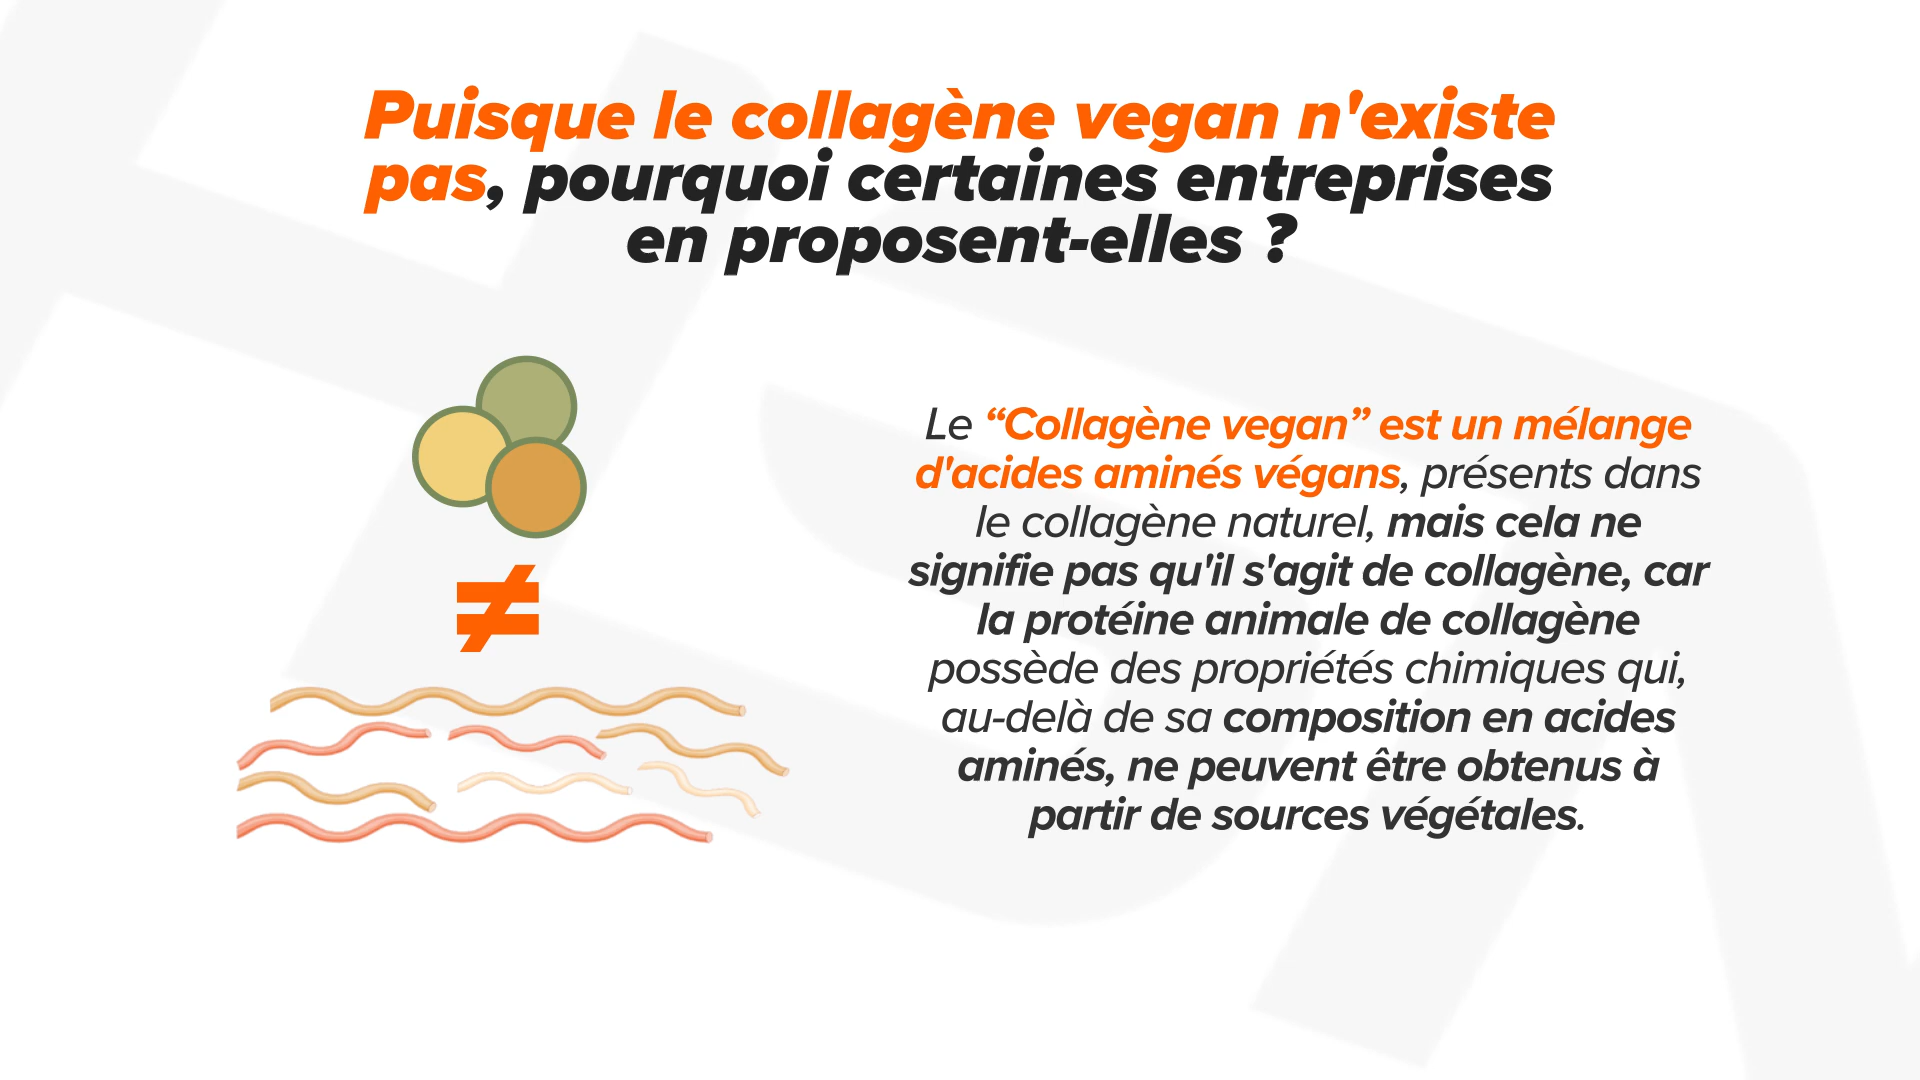 Puisque le collagène vegan n'existe
pas, pourquoi certaines entreprises
en proposent-elles ?
Le “Collagène vegan” est un mélange
d'acides aminés végans, présents dans
le collagène naturel, mais cela ne
signifie pas qu'il s'agit de collagène, car
la protéine animale de collagène
possède des propriétés chimiques qui,
au-delà de sa composition en acides
aminés, ne peuvent être obtenus à
partir de sources végétales.
≠